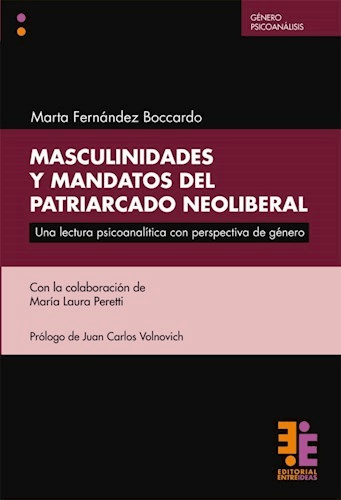 GÉNERO
PSICOANÁLISIS
Marta Fernández Boccardo
MASCULINIDADES
Y MANDATOS DEL
PATRIARCADO NEOLIBERAL
Una lectura psicoanalítica con perspectiva de género
Con la colaboración de
María Laura Peretti
Prólogo de Juan Carlos Volnovich
EDITORIAL
ENTREIDEAS